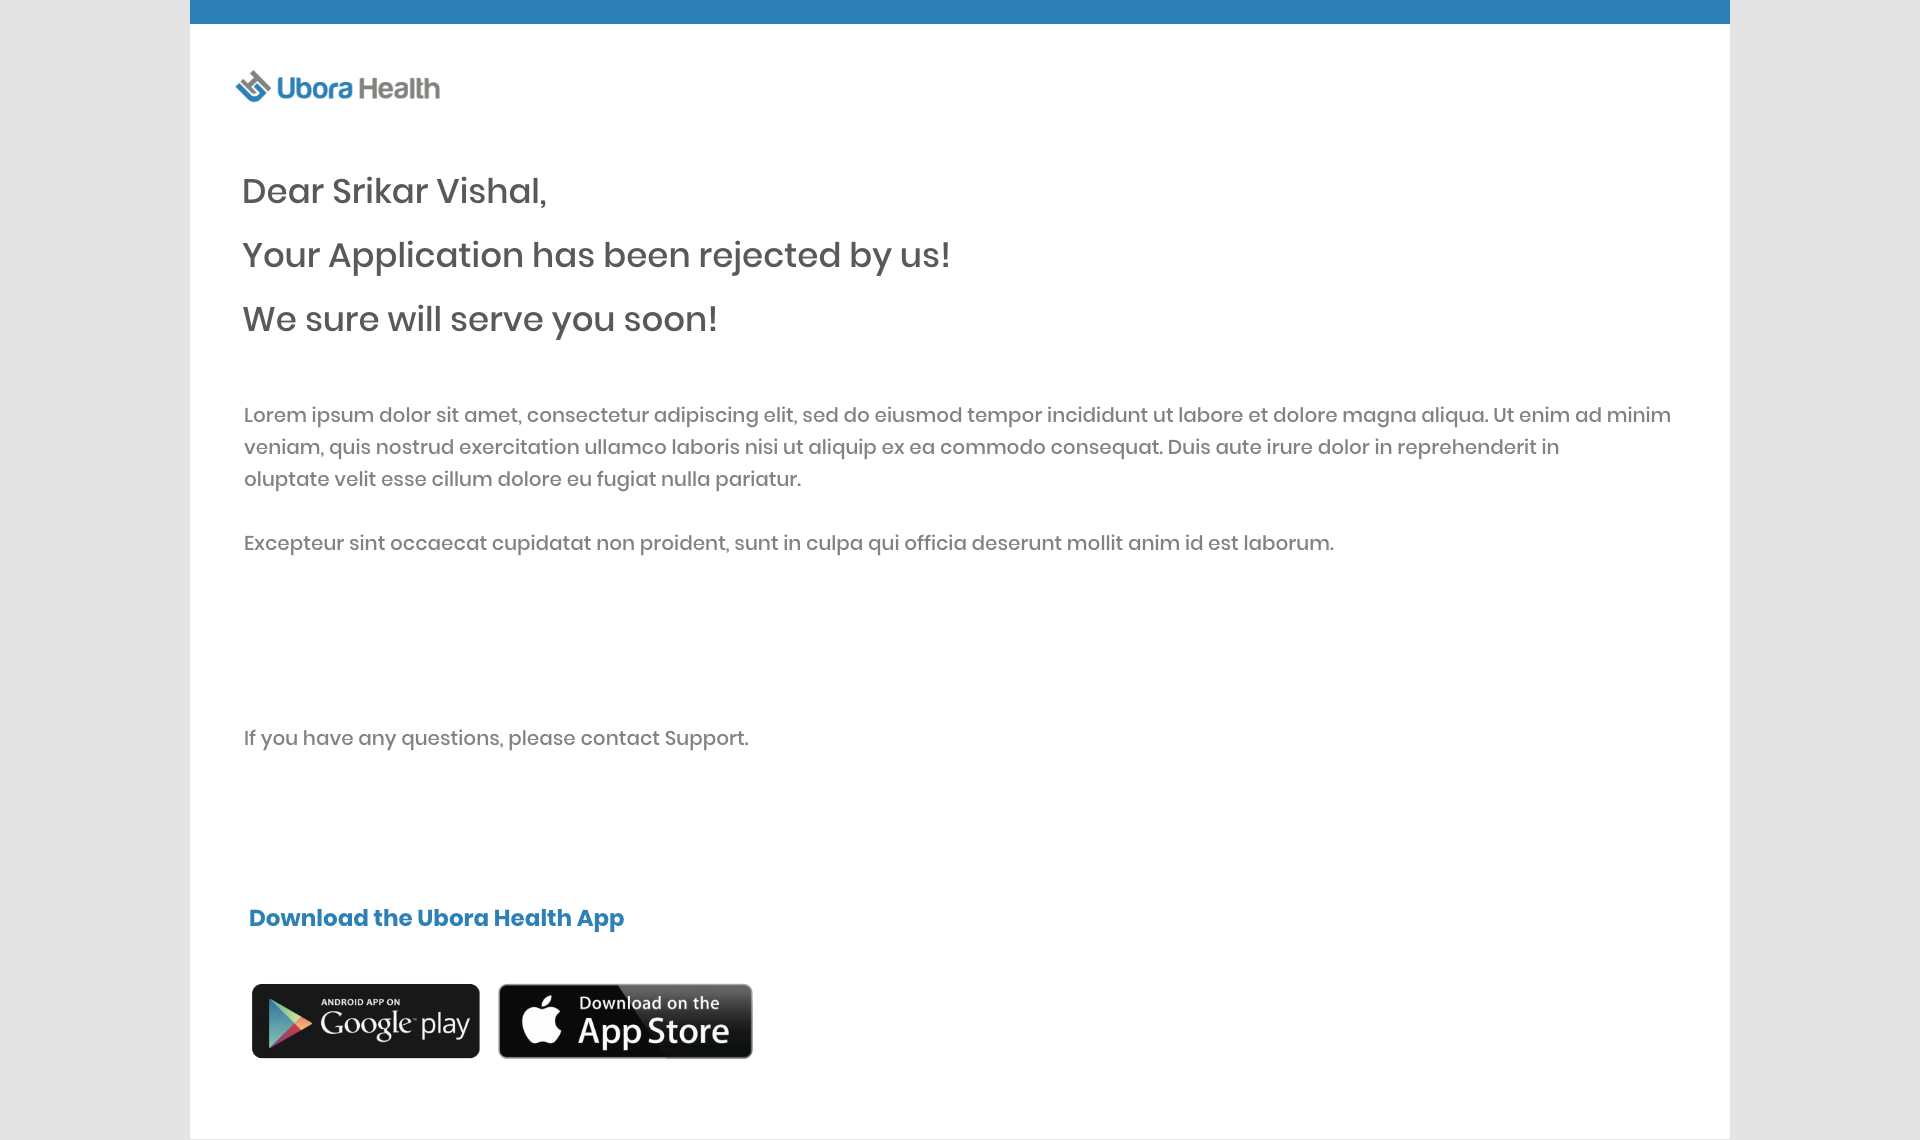 Ubora Health
Dear Srikar Vishal,
Your Application has been rejected by us!
We sure will serve you soon!
Lorem ipsum dolor sit amet, consectetur adipiscing elit, sed do eiusmod tempor incididunt ut labore et dolore magna aliqua. Ut enim ad minim
veniam, quis nostrud exercitation ullamco laboris nisi ut aliquip ex ea commodo consequat. Duis aute irure dolor in reprehenderit in
oluptate velit esse cillum dolore eu fugiat nulla pariatur.
Excepteur sint occaecat cupidatat non proident, sunt in culpa qui officia deserunt mollit anim id est laborum.
If you have any questions, please contact Support.
Download the Ubora Health App
ANDROID APP ON
Google play
Download on the
App Store